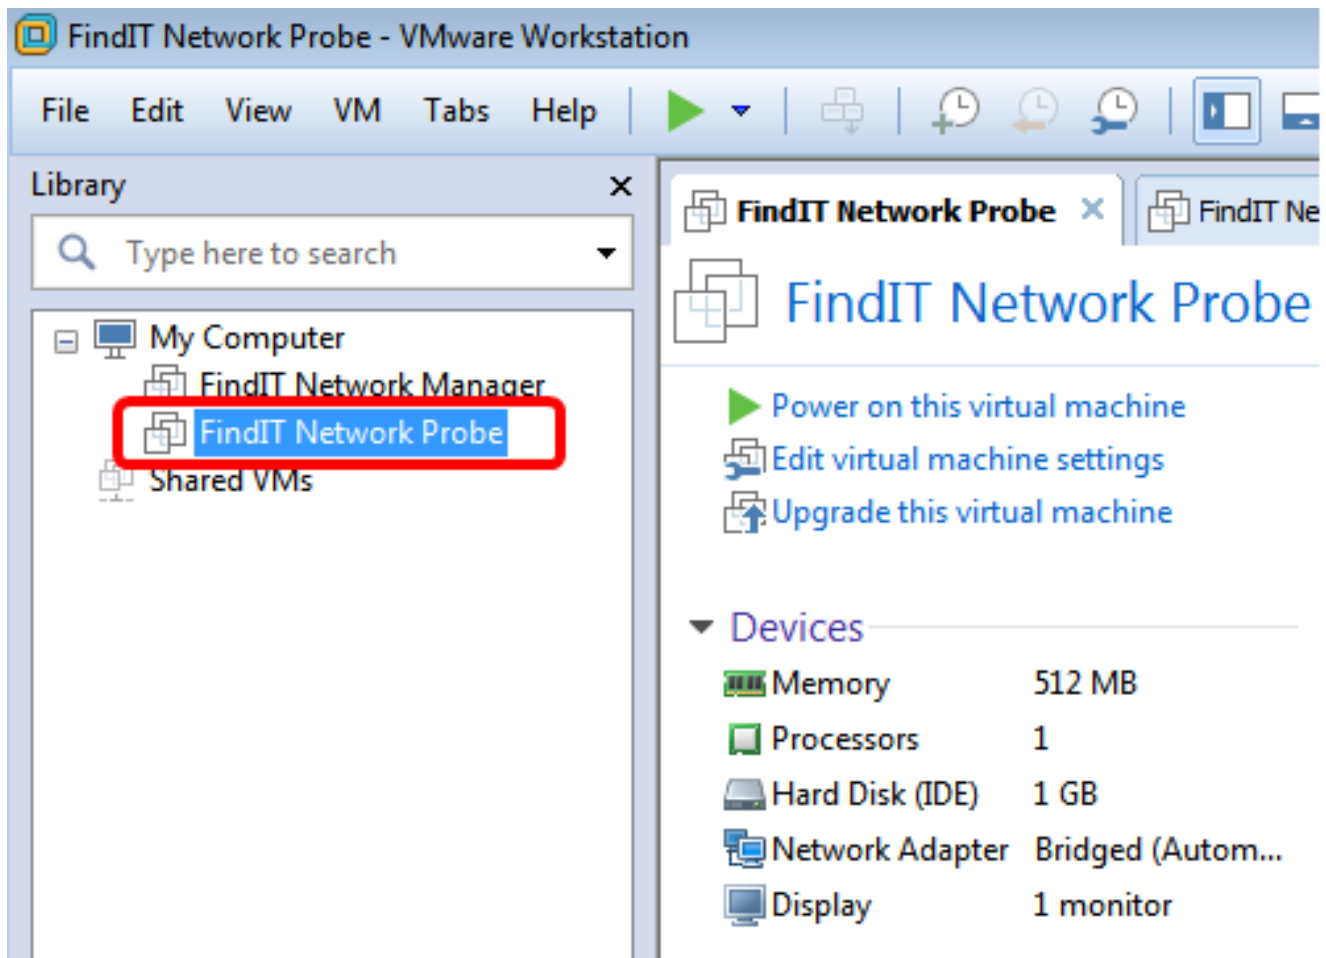 FindIT Network Probe - VMware Workstation
File Edit View VM Tabs Help
Library
Type here to search
My Computer
FindIT Network Manager
FindIT Network Probe
Shared VMs
FindIT Network Probe
FindIT Ne
FindIT Network Probe
Power on this virtual machine
Edit virtual machine settings
Upgrade this virtual machine
Devices
Memory 512 MB
Processors 1
Hard Disk (IDE) 1 GB
Network Adapter Bridged (Autom...
Display 1 monitor